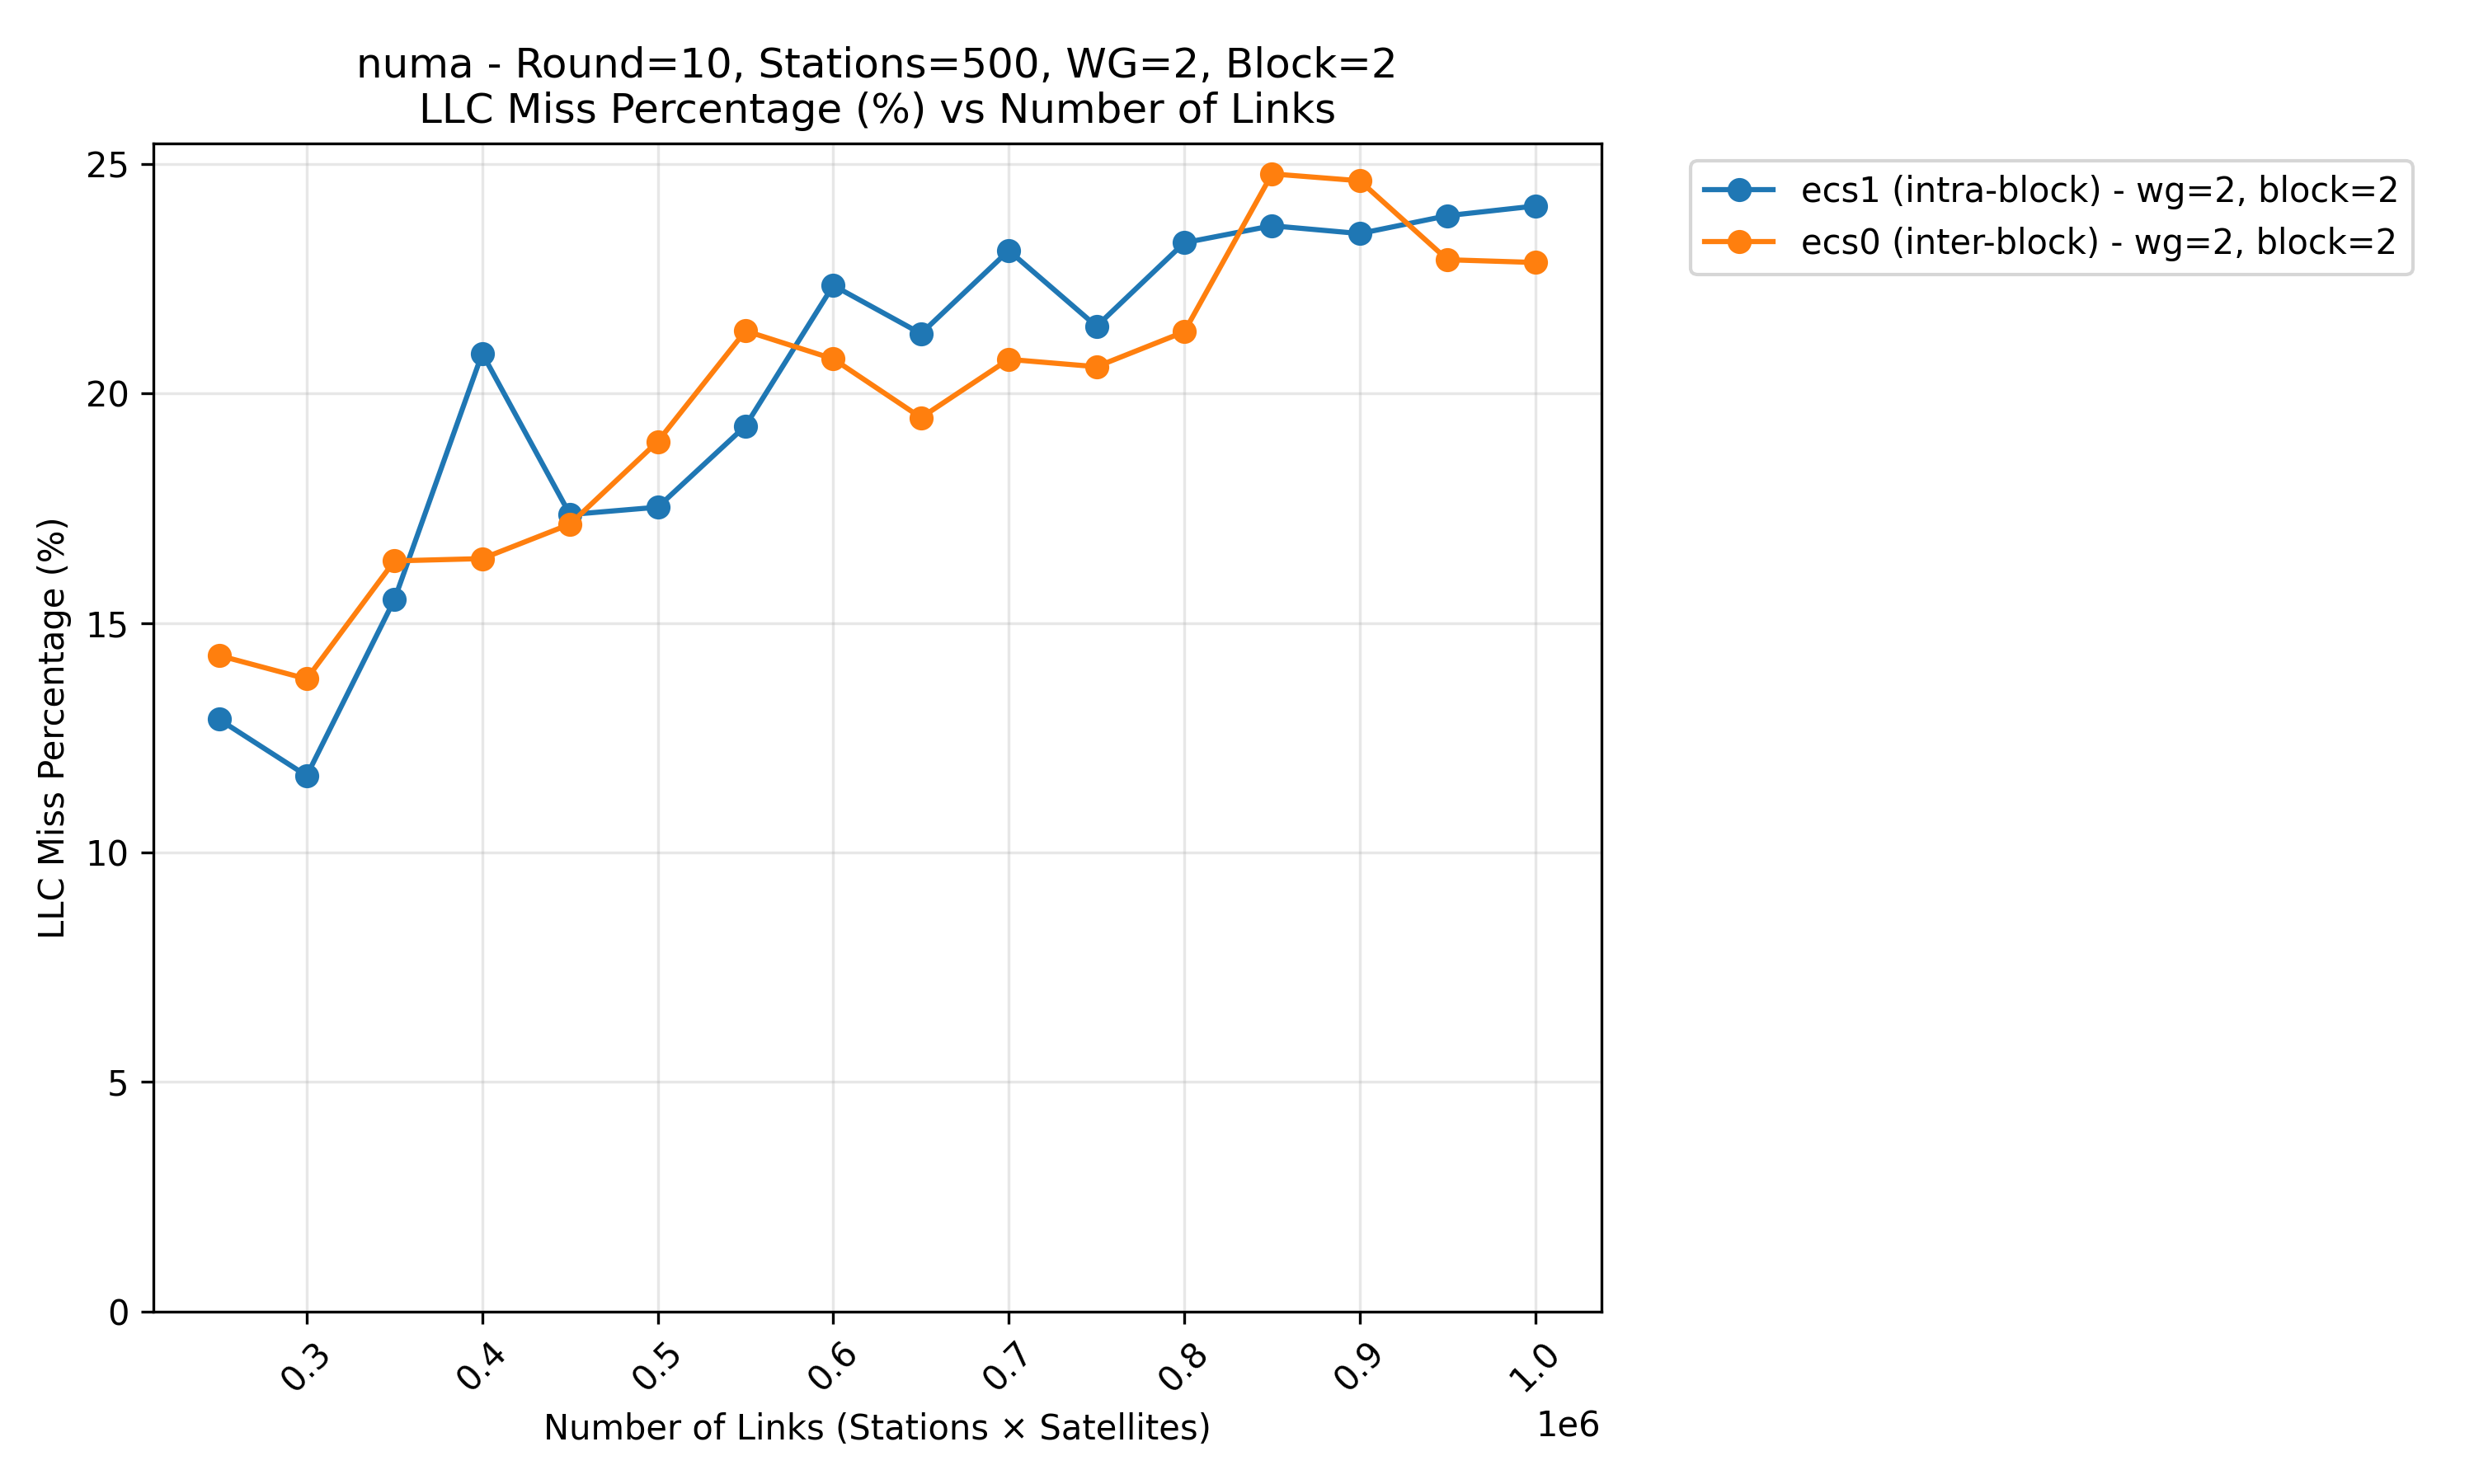 numa - Round=10, Stations=500, WG=2, Block=2
LLC Miss Percentage (%) vs Number of Links
25
20
15
10
5
0
LLC Miss Percentage (%)
0.3
0.4
0.5
0.6
0.7
0.8
0.9
1.0
1e6
Number of Links (Stations × Satellites)
ecs1 (intra-block) - wg=2, block=2
ecs0 (inter-block) - wg=2, block=2